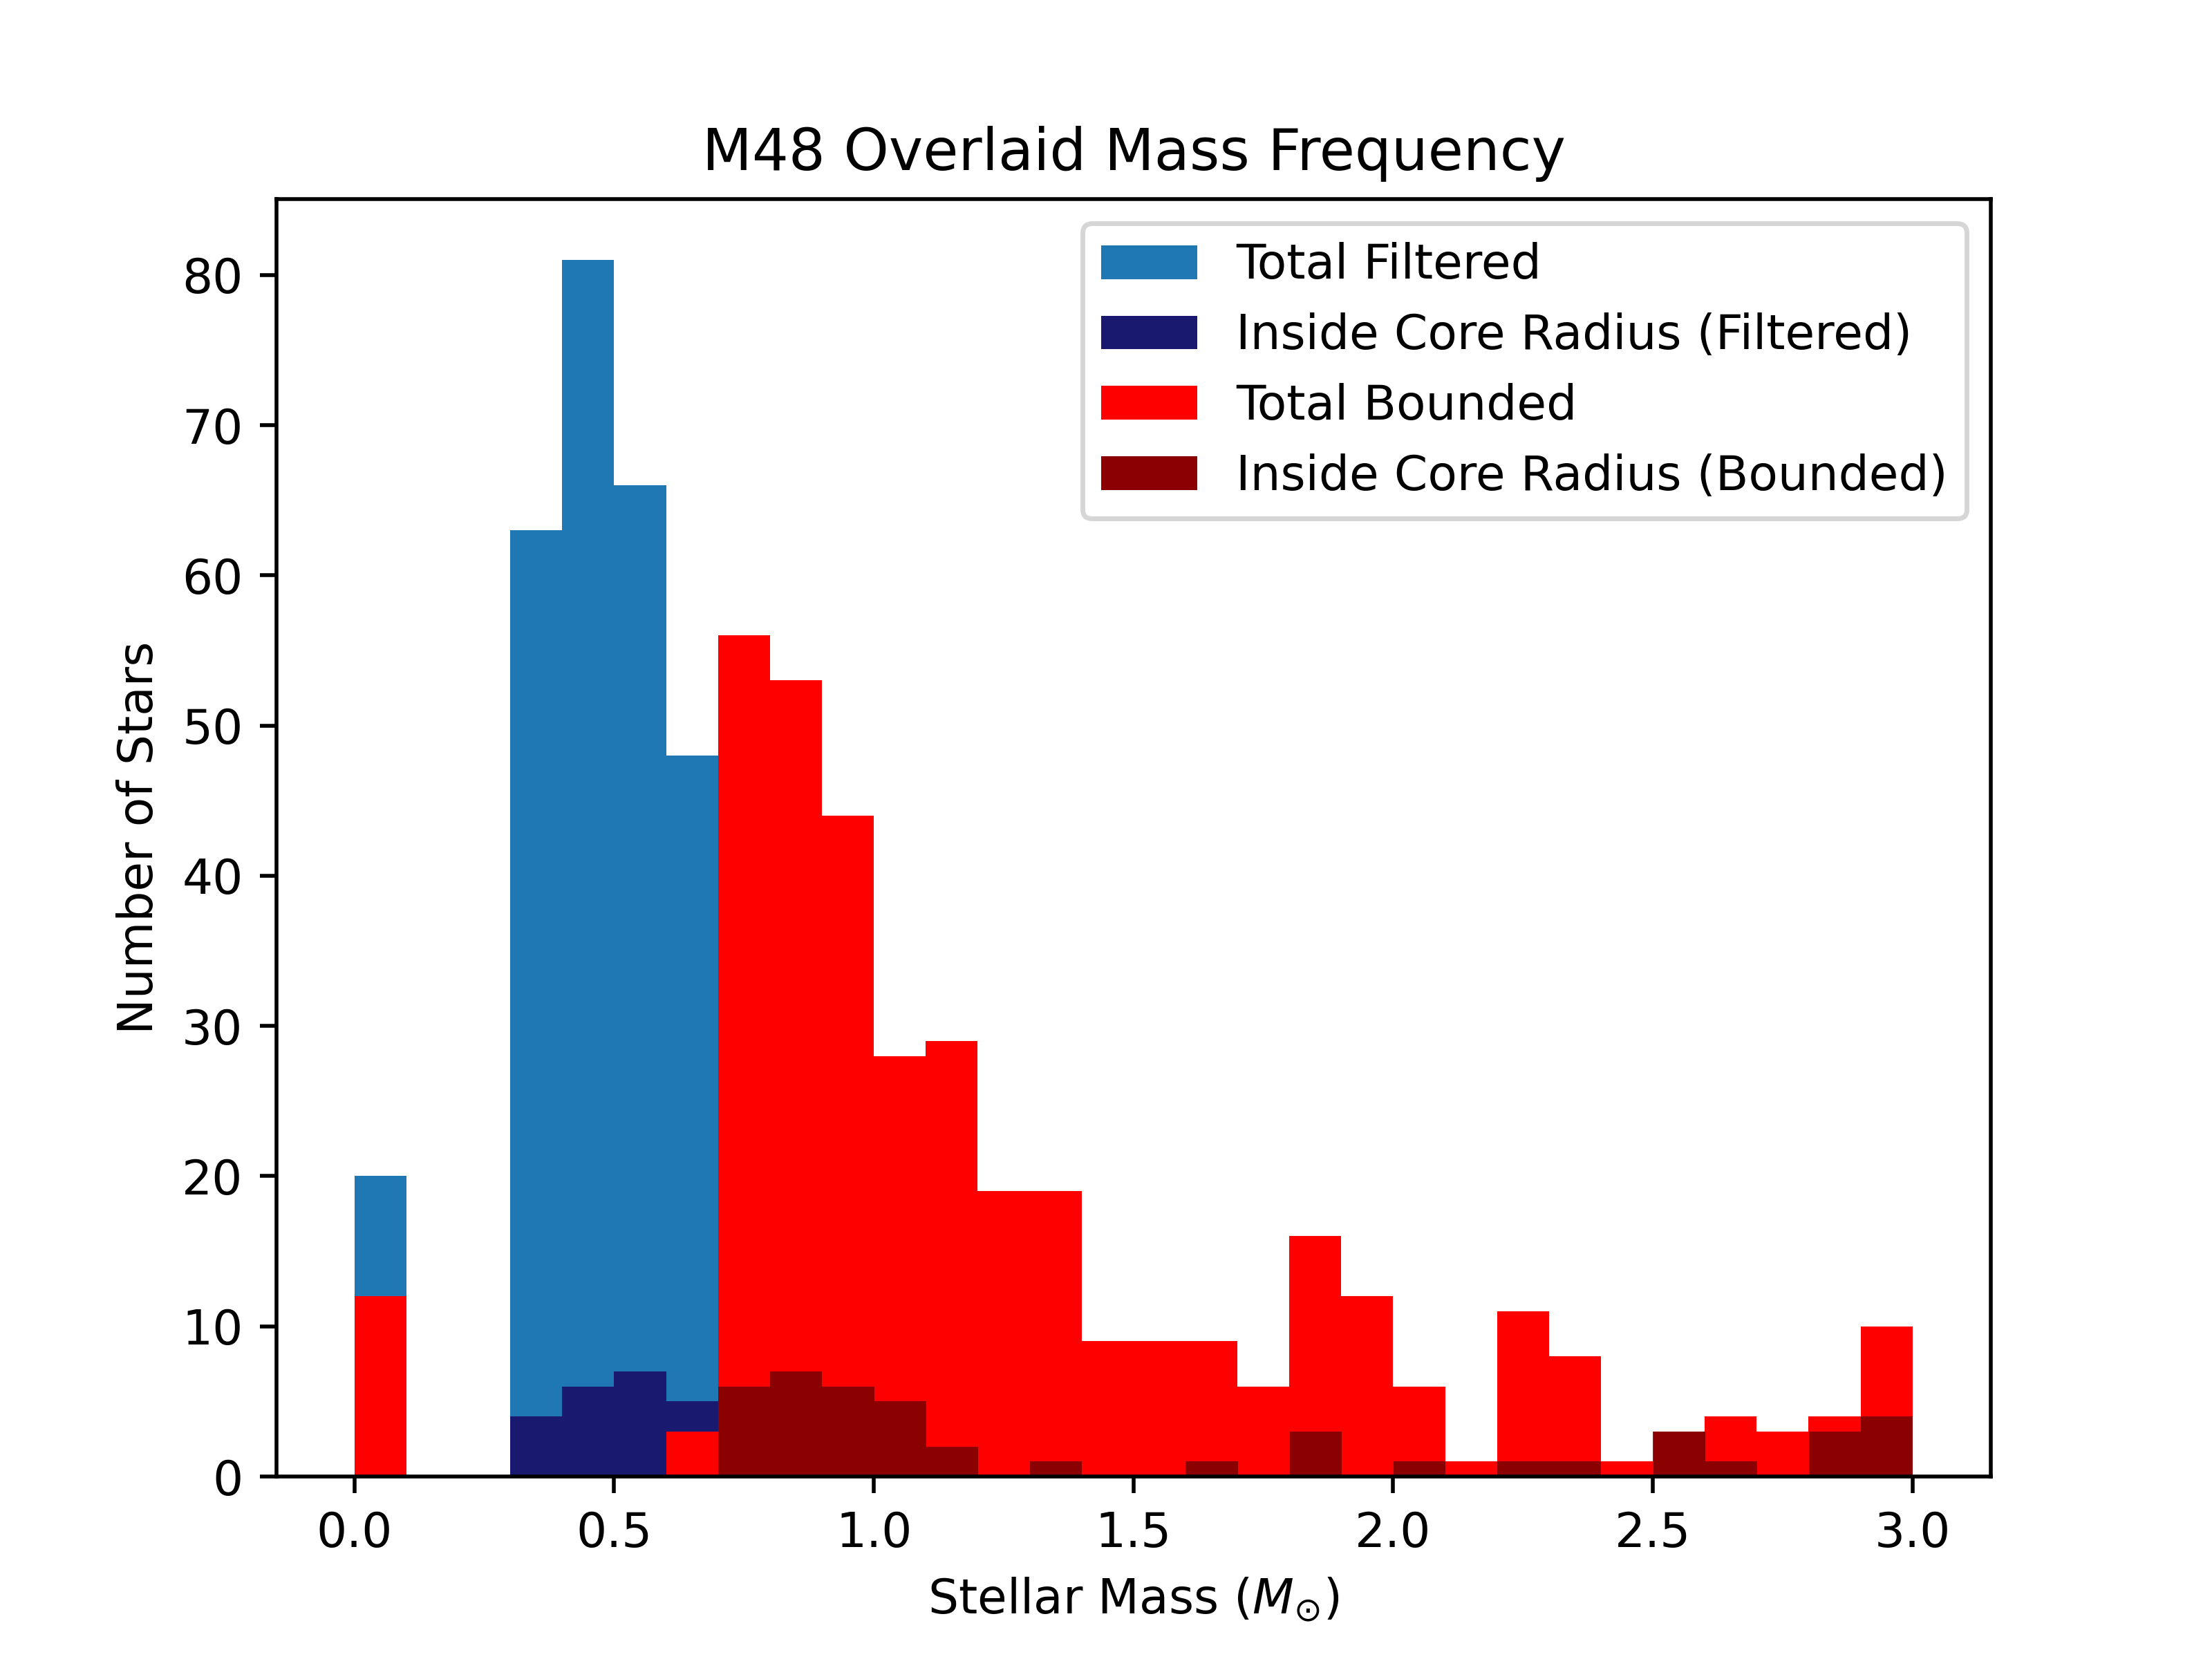 M48 Overlaid Mass Frequency
Total Filtered
Inside Core Radius (Filtered)
Total Bounded
Inside Core Radius (Bounded)
80
70
60
50
40
30
20
10
0
Number of Stars
0.0 0.5 1.0 1.5 2.0 2.5 3.0
Stellar Mass (M☉)